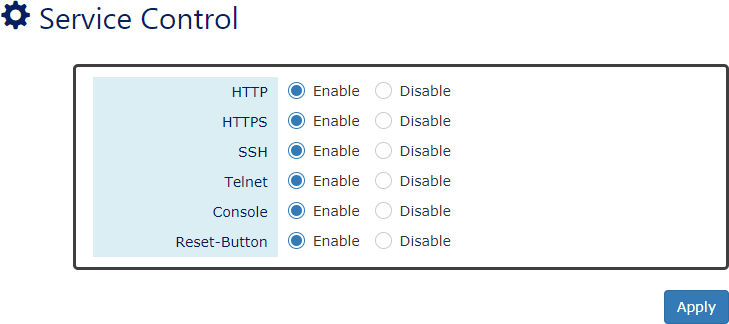 Service Control
HTTP Enable Disable
HTTPS Enable Disable
SSH Enable Disable
Telnet Enable Disable
Console Enable Disable
Reset-Button Enable Disable
Apply